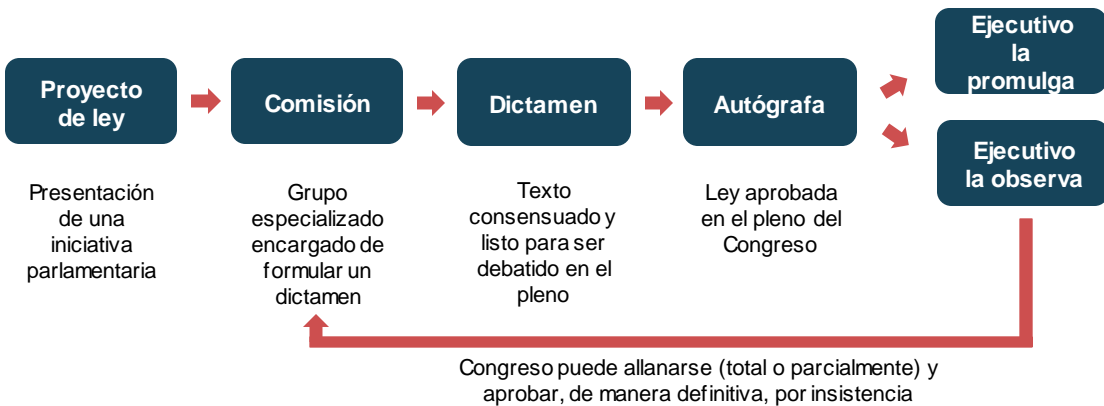 Proyecto
de ley
Comisión
Dictamen
Autógrafa
Ejecutivo
la
promulga
Ejecutivo
la observa
Presentación
de una
iniciativa
parlamentaria
Grupo
especializado
encargado de
formular un
dictamen
Texto
consensuado y
listo para ser
debatido en el
pleno
Ley aprobada
en el pleno del
Congreso
Congreso puede allanarse (total o parcialmente) y
aprobar, de manera definitiva, por insistencia